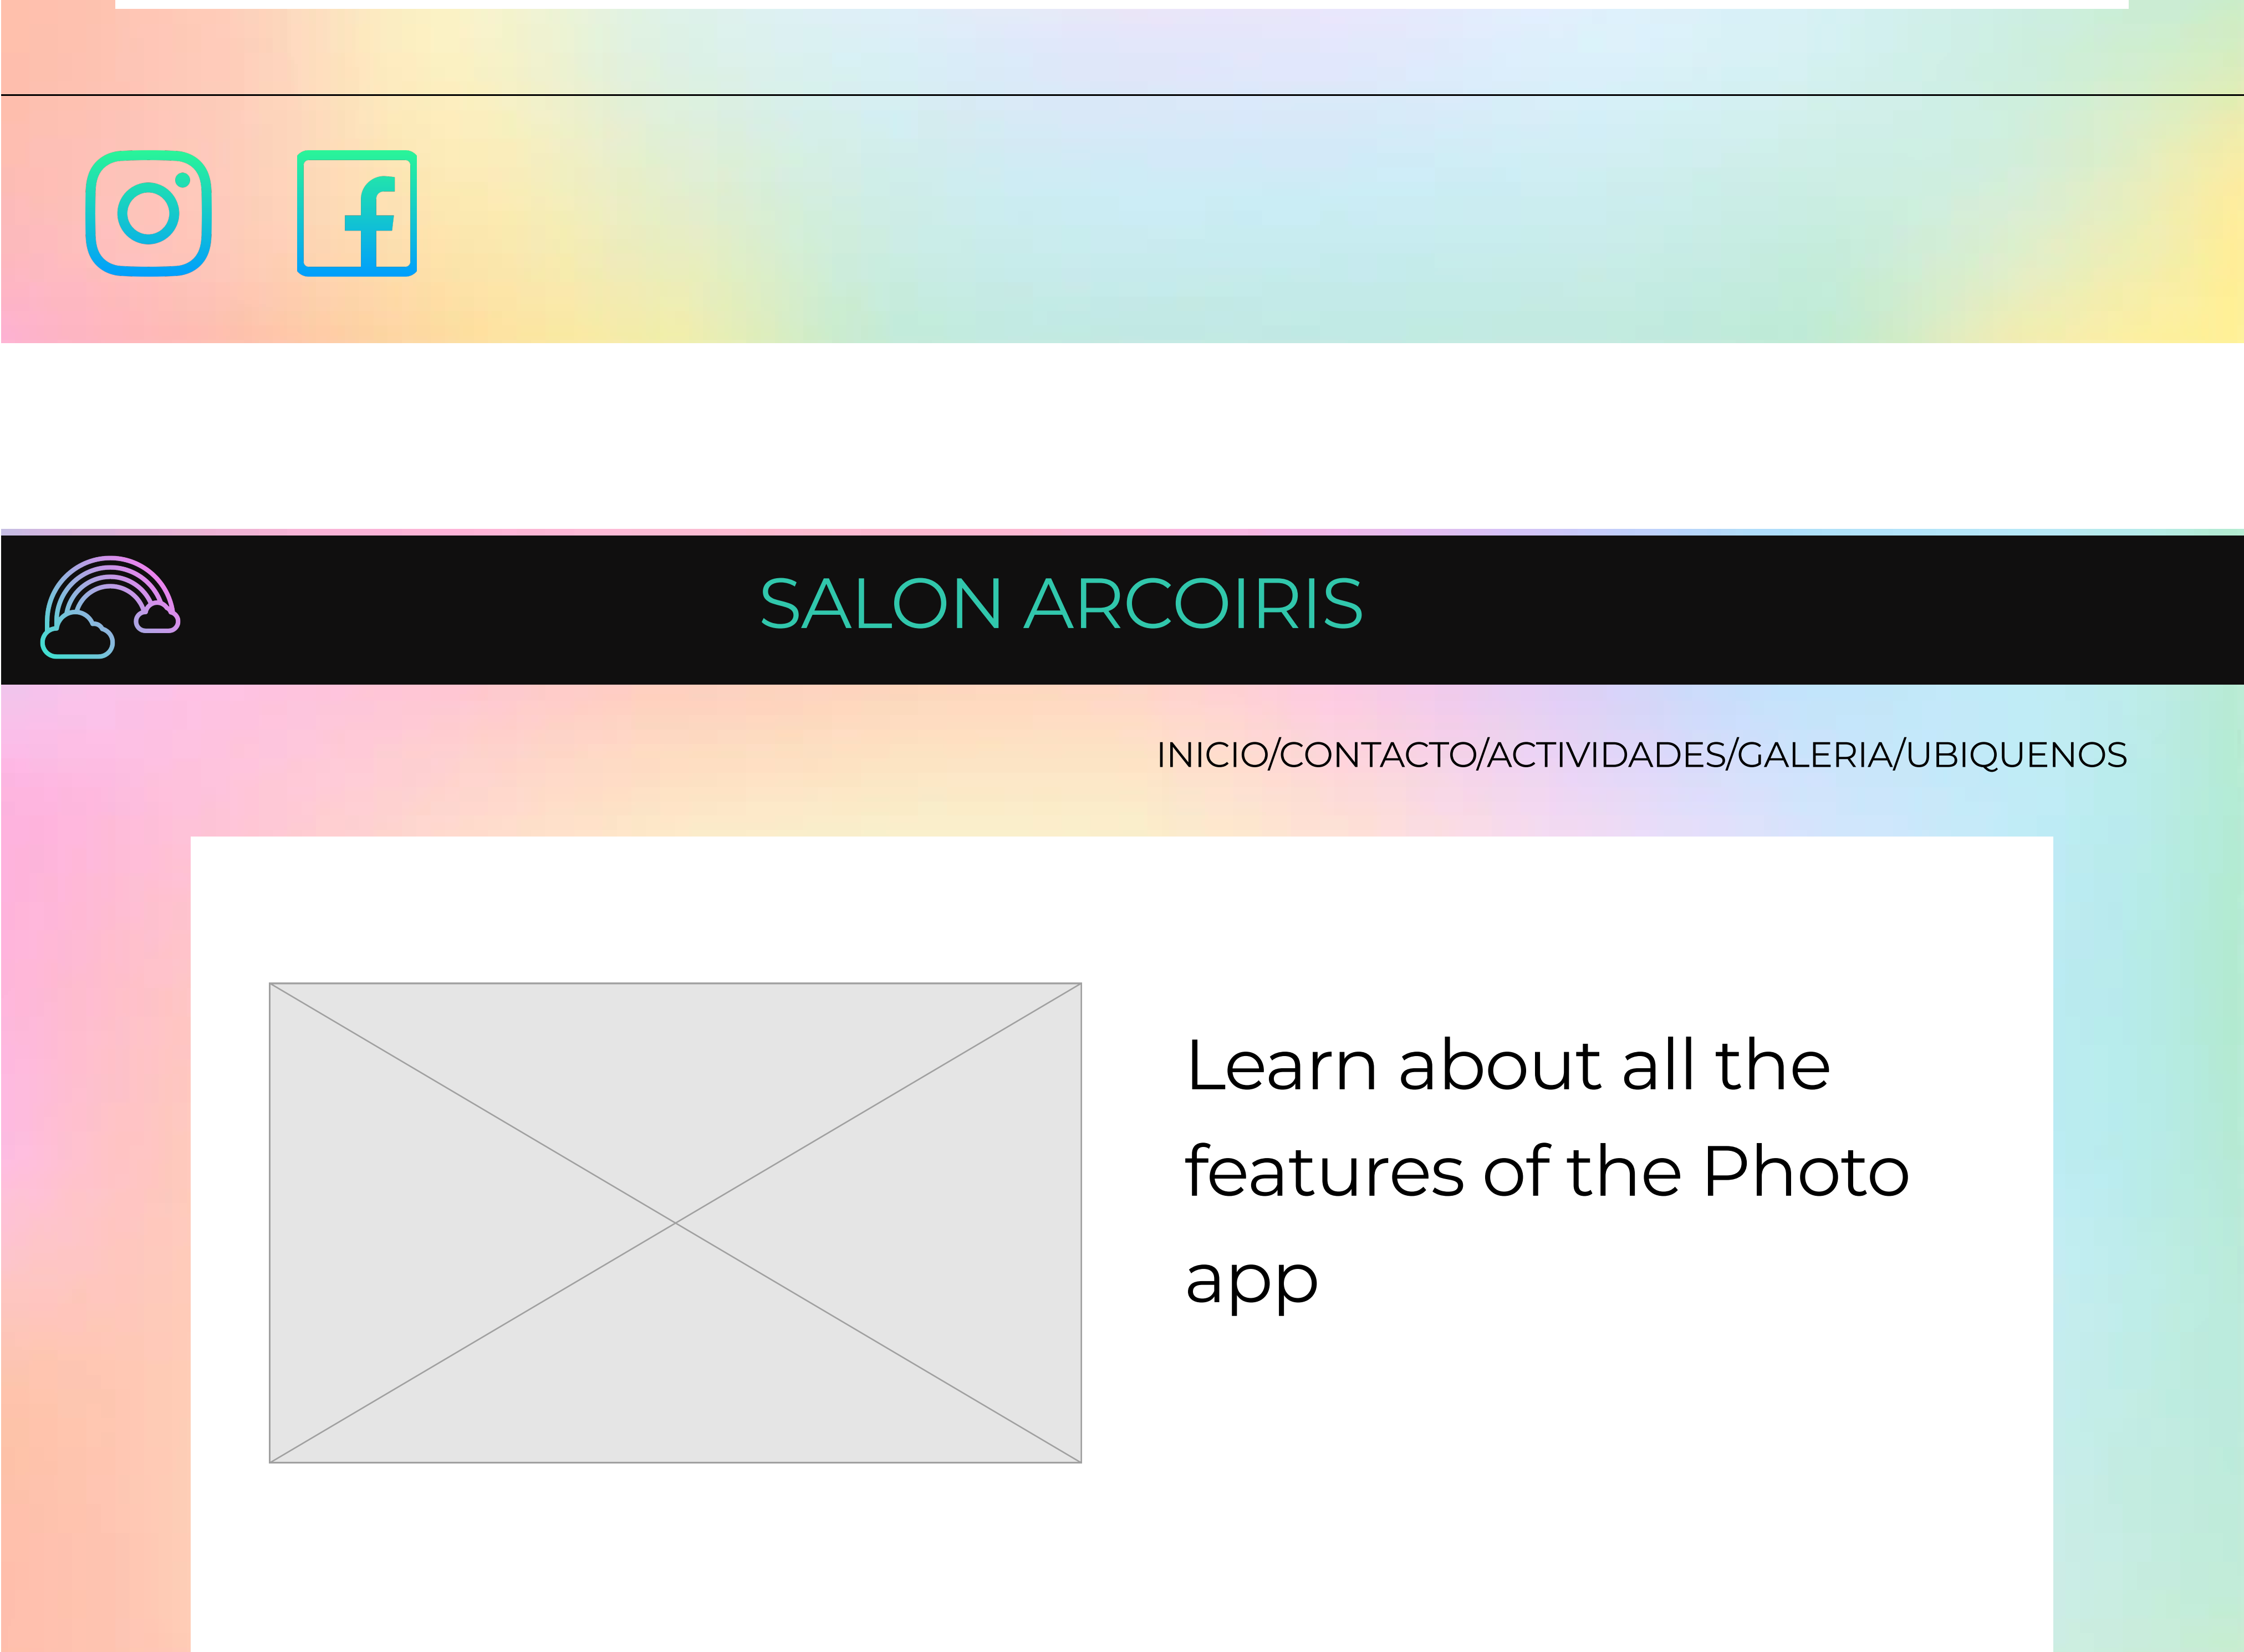 SALON ARCOIRIS
INICIO/CONTACTO/ACTIVIDADES/GALERIA/UBIQUENOS
Learn about all the
features of the Photo
app